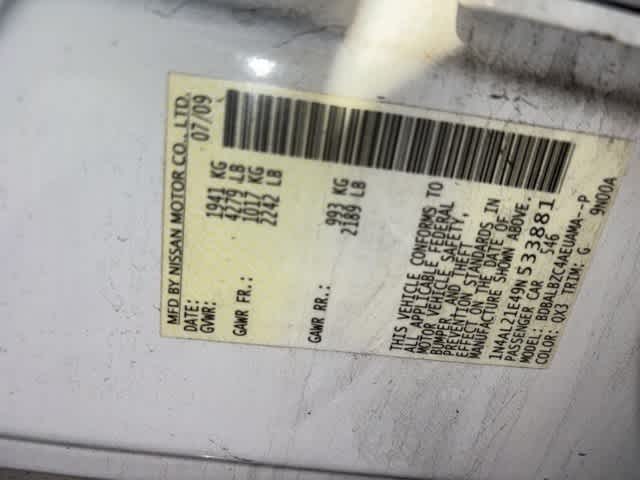 MFD BY NISSAN MOTOR CO., LTD.
DATE: 07/09
GVWR: 1941 KG
4279 LB
GAWR FR.: 1017 KG
2242 LB
GAWR RR.: 993 KG
2189 LB
THIS VEHICLE CONFORMS TO
ALL APPLICABLE FEDERAL
MOTOR VEHICLE SAFETY,
BUMPER, AND THEFT
PREVENTION STANDARDS IN
EFFECT ON THE DATE OF
MANUFACTURE SHOWN ABOVE.
1N4AL21E49N533881
PASSENGER CAR 546
MODEL: BDBALBZC4AEUAMA--P
COLOR: QX3 TRIM: G 9N00A